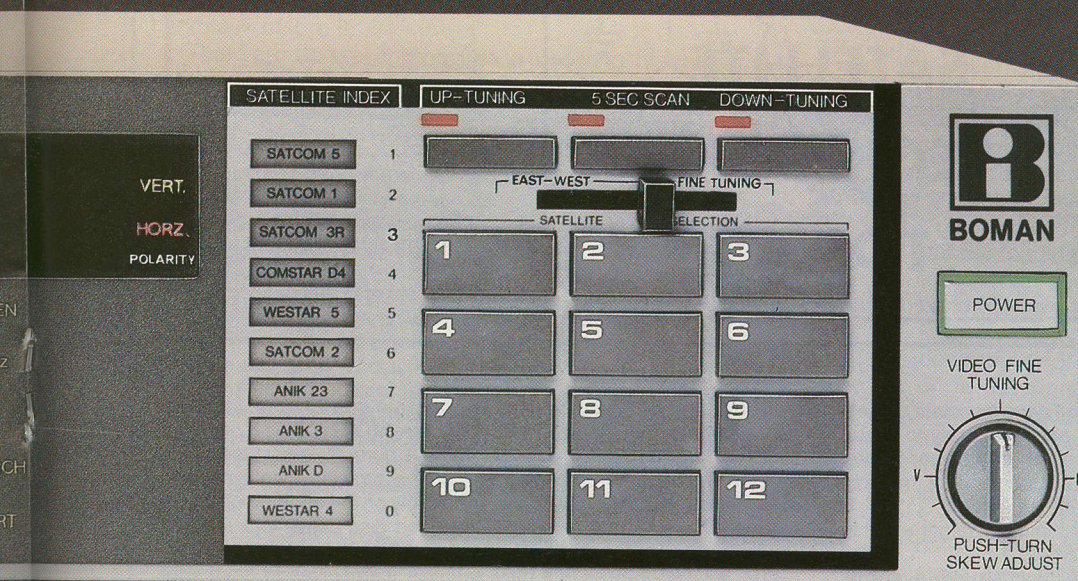 SATELLITE INDEX
UP-TUNING 5 SEC SCAN DOWN-TUNING
SATCOM 5 1
SATCOM 1 2
SATCOM 3R 3
COMSTAR D4 4
WESTAR 5 5
SATCOM 2 6
ANIK 23 7
ANIK 3 8
ANIK D 9
WESTAR 4 0
VERT.
HORZ.
POLARITY
EAST-WEST FINE TUNING
SATELLITE SELECTION
1 2 3
4 5 6
7 8 9
10 11 12
B
BOMAN
POWER
VIDEO FINE
TUNING
V
PUSH-TURN
SKEW ADJUST